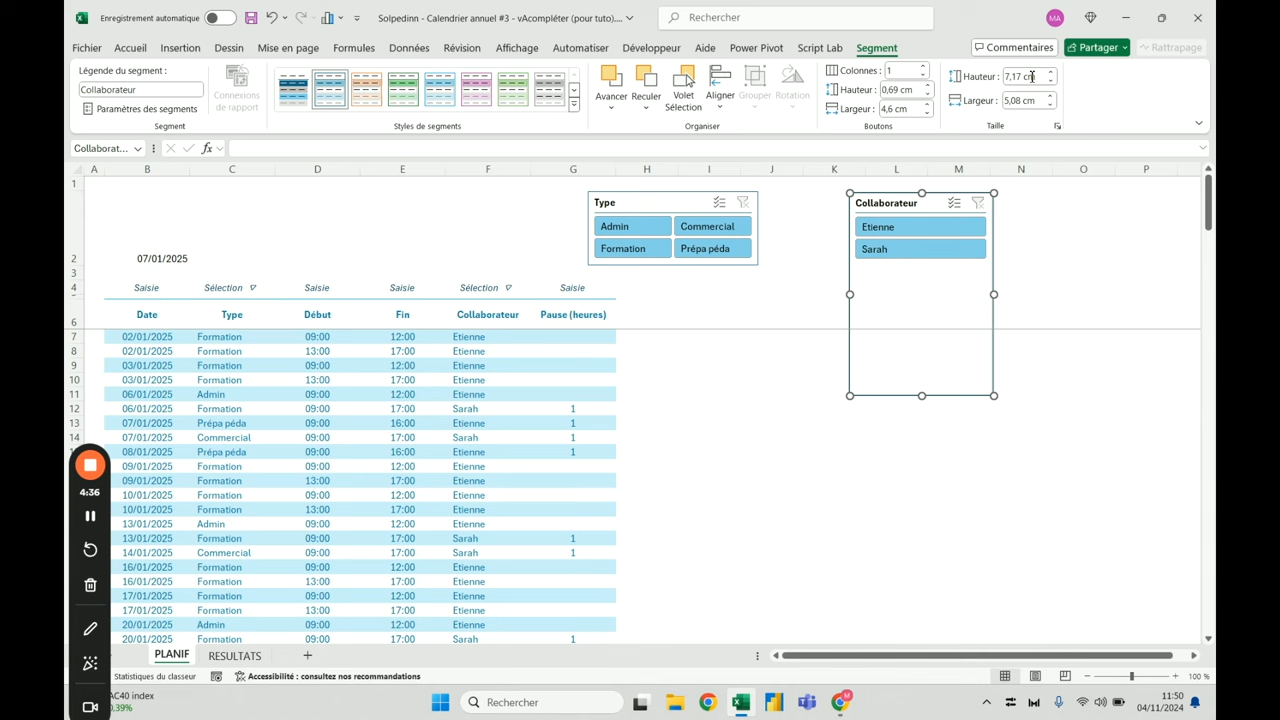 Enregistrement automatique
Solpedinn - Calendrier annuel #3 - vAcompléter (pour tuto)....
Rechercher
MA
Fichier Accueil Insertion Dessin Mise en page Formules Données Révision Affichage Automatiser Développeur Aide Power Pivot Script Lab Segment
Commentaires
Partager
Rattrapage
Légende du segment :
Collaborateur
Paramètres des segments
Segment
Connexions
de rapport
Styles de segments
Avancer
Reculer
Volet
Sélection
Aligner
Grouper
Rotation
Organiser
Colonnes : 1
Hauteur : 0,69 cm
Largeur : 4,6 cm
Boutons
Hauteur : 7,17 cm
Largeur : 5,08 cm
Taille
Collaborat...
fx
A B C D E F G H I J K L M N O P
1
Type
Admin Commercial
Formation Prépa péda
Collaborateur
Etienne
Sarah
2 07/01/2025
3
4 Saisie Sélection Saisie Saisie Sélection Saisie
6 Date Type Début Fin Collaborateur Pause (heures)
7 02/01/2025 Formation 09:00 12:00 Etienne
8 02/01/2025 Formation 13:00 17:00 Etienne
9 03/01/2025 Formation 09:00 12:00 Etienne
10 03/01/2025 Formation 13:00 17:00 Etienne
11 06/01/2025 Admin 09:00 12:00 Etienne
12 06/01/2025 Formation 09:00 17:00 Sarah 1
13 07/01/2025 Prépa péda 09:00 16:00 Etienne 1
14 07/01/2025 Commercial 09:00 17:00 Sarah 1
08/01/2025 Prépa péda 09:00 16:00 Etienne 1
09/01/2025 Formation 09:00 12:00 Etienne
09/01/2025 Formation 13:00 17:00 Etienne
10/01/2025 Formation 09:00 12:00 Etienne
10/01/2025 Formation 13:00 17:00 Etienne
13/01/2025 Admin 09:00 12:00 Etienne
13/01/2025 Formation 09:00 17:00 Sarah 1
14/01/2025 Commercial 09:00 17:00 Sarah 1
16/01/2025 Formation 09:00 12:00 Etienne
16/01/2025 Formation 13:00 17:00 Etienne
17/01/2025 Formation 09:00 12:00 Etienne
17/01/2025 Formation 13:00 17:00 Etienne
20/01/2025 Admin 09:00 12:00 Etienne
20/01/2025 Formation 09:00 17:00 Sarah 1
4:36
PLANIF RESULTATS
Statistiques du classeur
Accessibilité : consultez nos recommandations
100 %
AC40 index
0,39%
Rechercher
11:50
04/11/2024